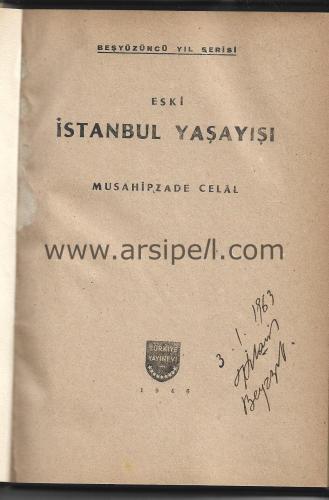 BEŞYÜZÜNCÜ YIL SERİSİ
ESKİ
İSTANBUL YAŞAYIŞI
MUSAHİPZADE CELÂL
www.arsipell.com
TÜRKİYE
YAYINEVİ
1946
3.1.1963